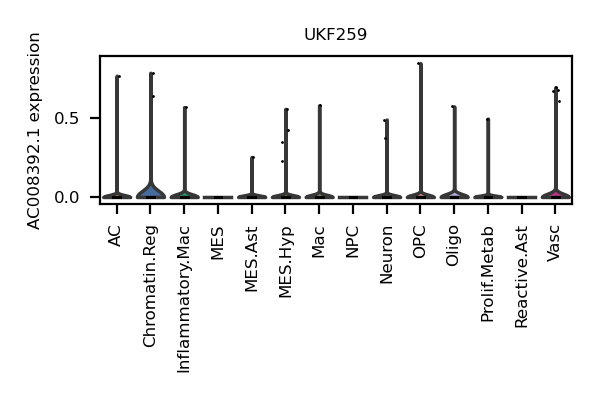 UKF259
AC008392.1 expression
0.5
0.0
AC
Chromatin.Reg
Inflammatory.Mac
MES
MES.Ast
MES.Hyp
Mac
NPC
Neuron
OPC
Oligo
Prolif.Metab
Reactive.Ast
Vasc